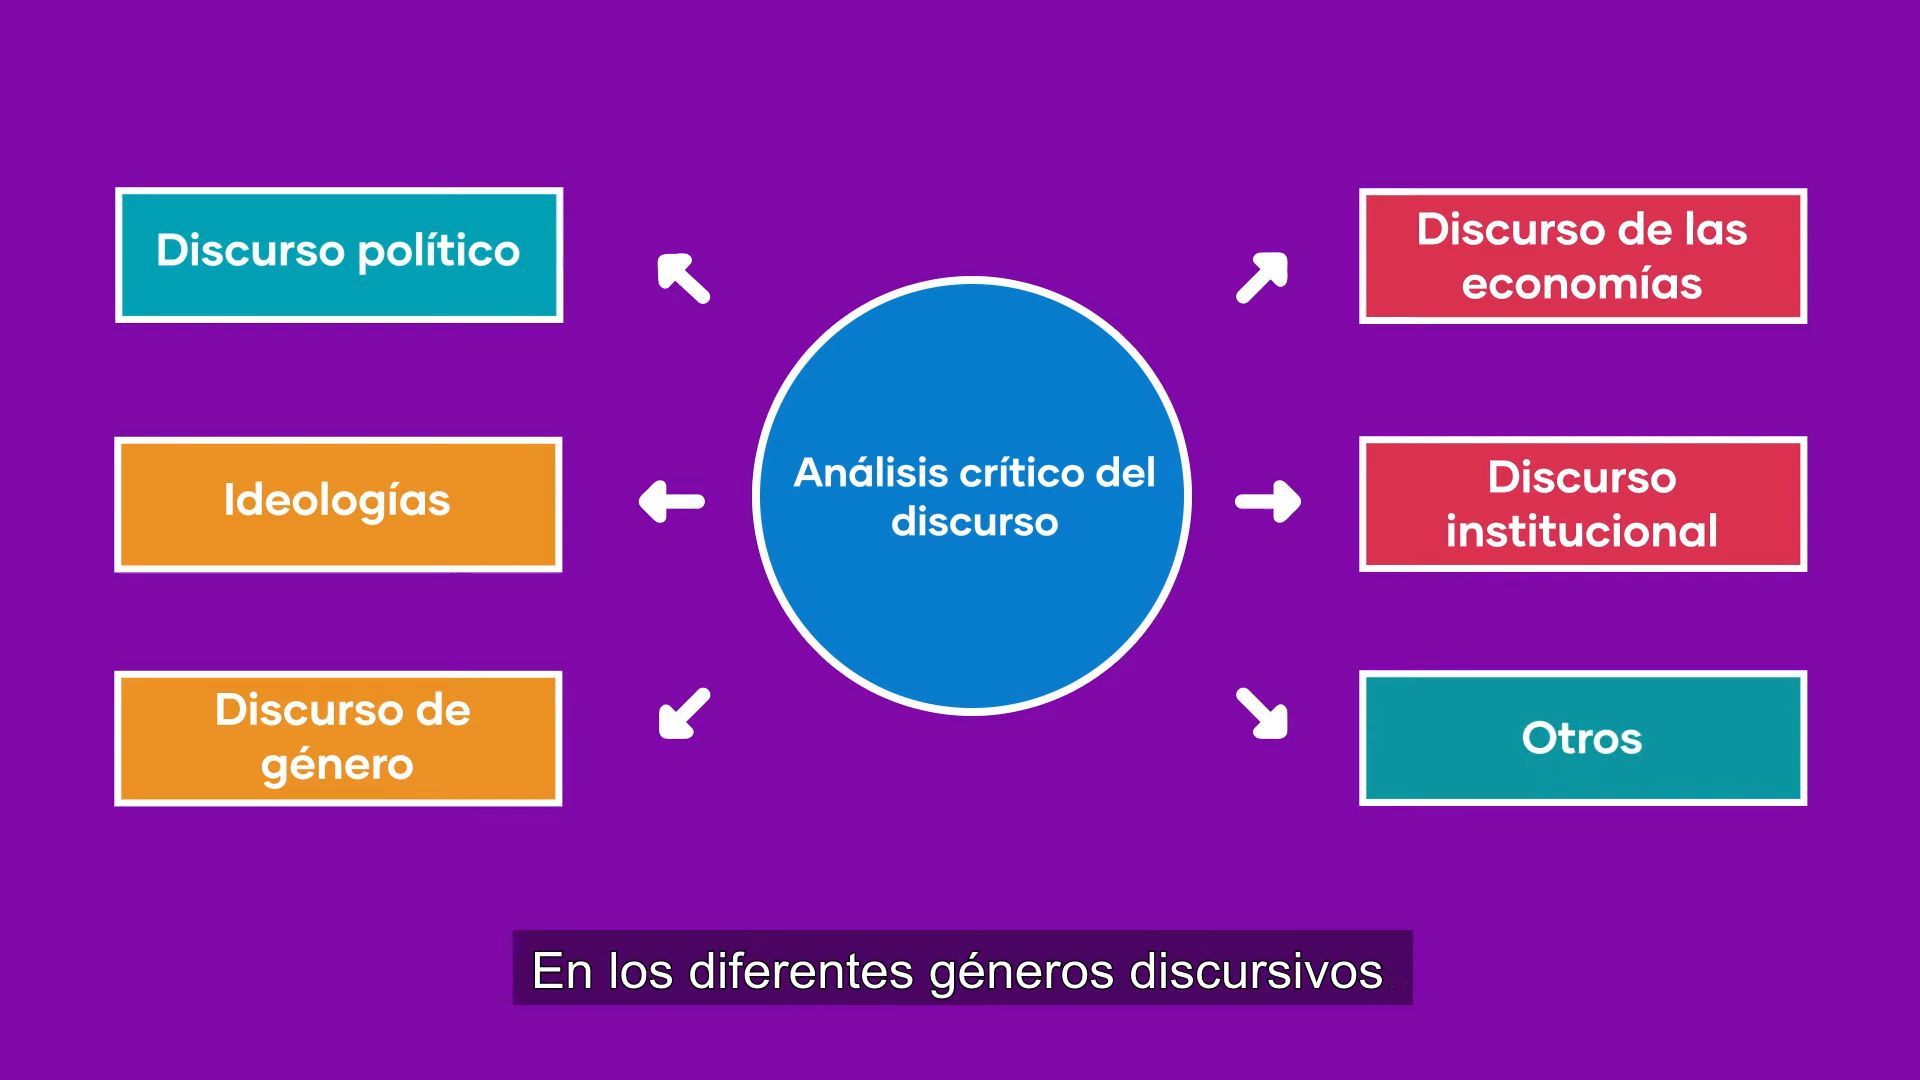 Discurso político
Ideologías
Discurso de
género
Análisis crítico del
discurso
Discurso de las
economías
Discurso
institucional
Otros
En los diferentes géneros discursivos